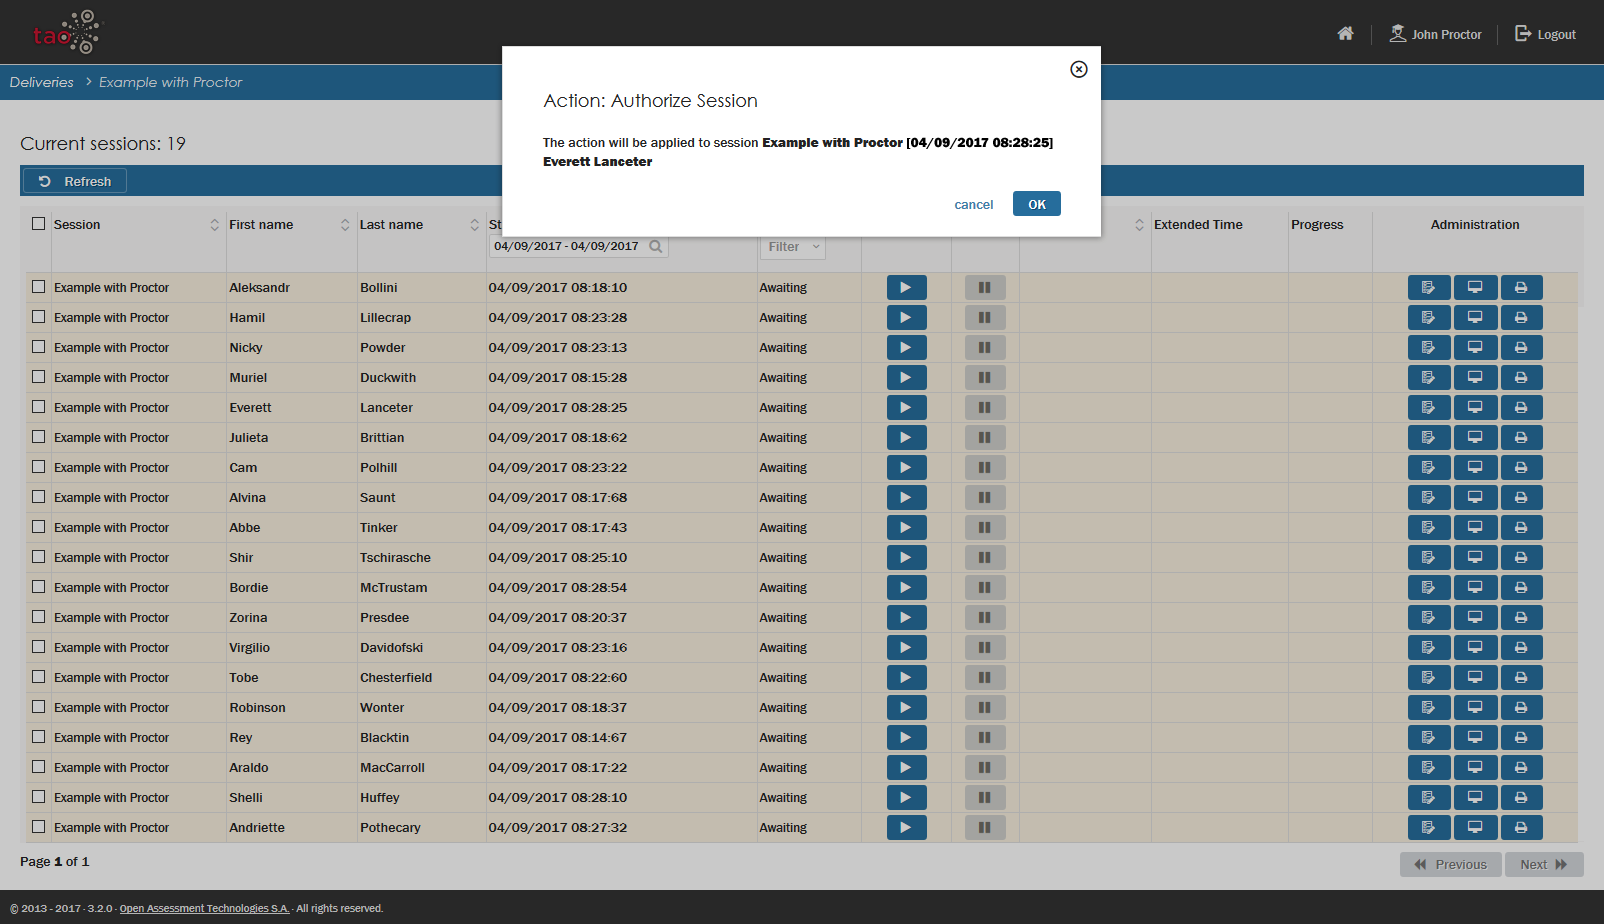 tao
John Proctor
Logout
Deliveries > Example with Proctor
Action: Authorize Session
The action will be applied to session Example with Proctor [04/09/2017 08:28:25]
Everett Lanceter
cancel OK
Current sessions: 19
Refresh
Session First name Last name St Extended Time Progress Administration
04/09/2017 - 04/09/2017 Filter
Example with Proctor Aleksandr Bollini 04/09/2017 08:18:10 Awaiting
Example with Proctor Hamil Lillecrap 04/09/2017 08:23:28 Awaiting
Example with Proctor Nicky Powder 04/09/2017 08:23:13 Awaiting
Example with Proctor Muriel Duckwith 04/09/2017 08:15:28 Awaiting
Example with Proctor Everett Lanceter 04/09/2017 08:28:25 Awaiting
Example with Proctor Julieta Brittian 04/09/2017 08:18:62 Awaiting
Example with Proctor Cam Polhill 04/09/2017 08:23:22 Awaiting
Example with Proctor Alvina Saunt 04/09/2017 08:17:68 Awaiting
Example with Proctor Abbe Tinker 04/09/2017 08:17:43 Awaiting
Example with Proctor Shir Tschirasche 04/09/2017 08:25:10 Awaiting
Example with Proctor Bordie McTrustam 04/09/2017 08:28:54 Awaiting
Example with Proctor Zorina Presdee 04/09/2017 08:20:37 Awaiting
Example with Proctor Virgilio Davidofski 04/09/2017 08:23:16 Awaiting
Example with Proctor Tobe Chesterfield 04/09/2017 08:22:60 Awaiting
Example with Proctor Robinson Wonter 04/09/2017 08:18:37 Awaiting
Example with Proctor Rey Blacktin 04/09/2017 08:14:67 Awaiting
Example with Proctor Araldo MacCarroll 04/09/2017 08:17:22 Awaiting
Example with Proctor Shelli Huffey 04/09/2017 08:28:10 Awaiting
Example with Proctor Andriette Pothecary 04/09/2017 08:27:32 Awaiting
Page 1 of 1
Previous Next
© 2013 - 2017 · 3.2.0 · Open Assessment Technologies S.A. · All rights reserved.